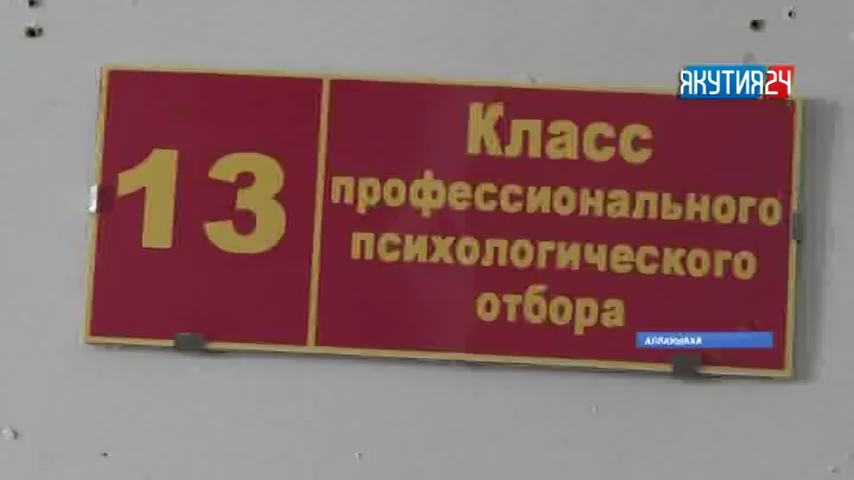 ЯКУТИЯ24
13
Класс
профессионального
психологического
отбора